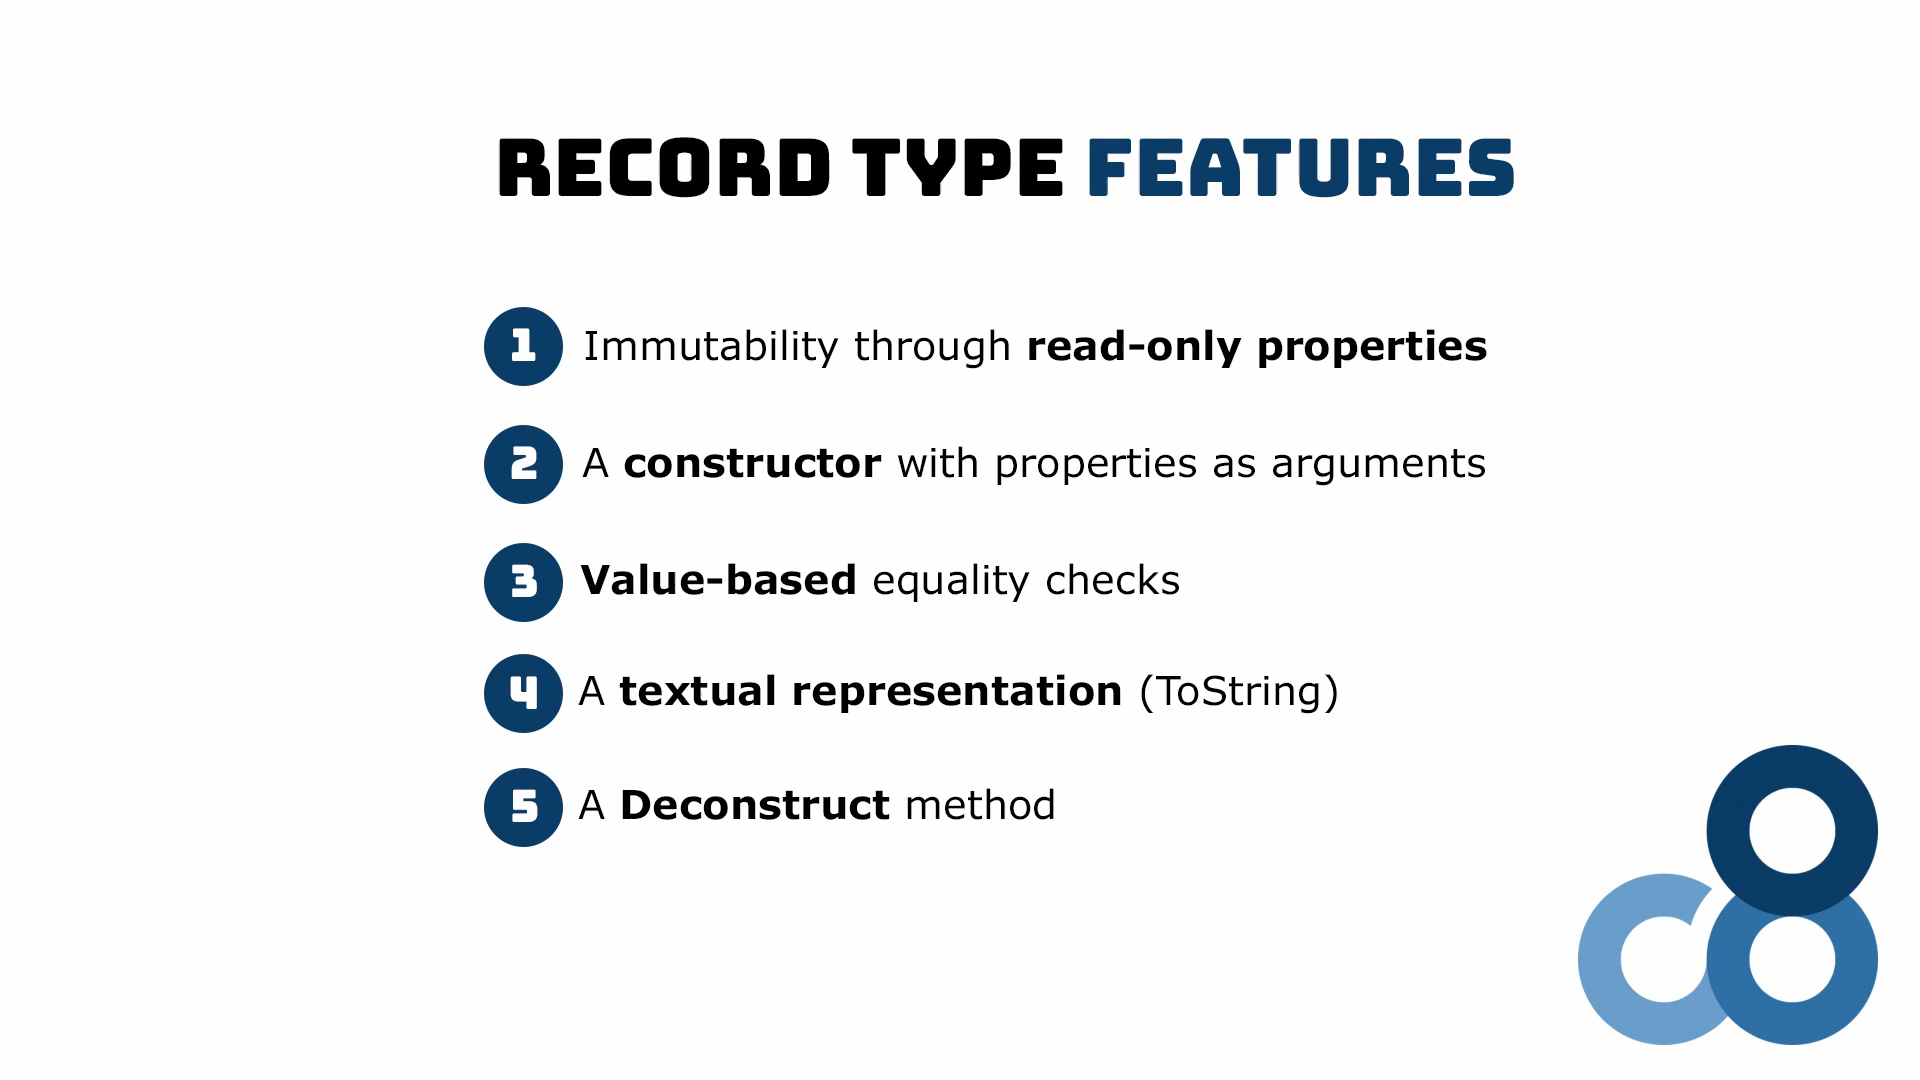 RECORD TYPE FEATURES
1 Immutability through read-only properties
2 A constructor with properties as arguments
3 Value-based equality checks
4 A textual representation (ToString)
5 A Deconstruct method